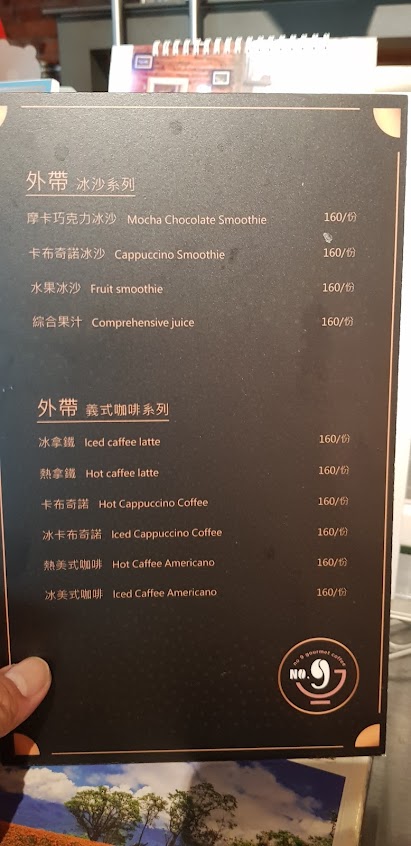 外帶 冰沙系列
摩卡巧克力冰沙 Mocha Chocolate Smoothie 160/份
卡布奇諾冰沙 Cappuccino Smoothie 160/份
水果冰沙 Fruit smoothie 160/份
綜合果汁 Comprehensive juice 160/份
外帶 義式咖啡系列
冰拿鐵 Iced caffee latte 160/份
熱拿鐵 Hot caffee latte 160/份
卡布奇諾 Hot Cappuccino Coffee 160/份
冰卡布奇諾 Iced Cappuccino Coffee 160/份
熱美式咖啡 Hot Caffee Americano 160/份
冰美式咖啡 Iced Caffee Americano 160/份
no 9 gourmet coffee
NO.9